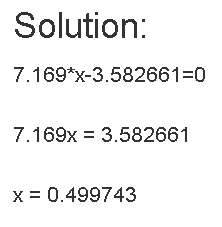 Solution:
7.169*x-3.582661=0
7.169x = 3.582661
x = 0.499743